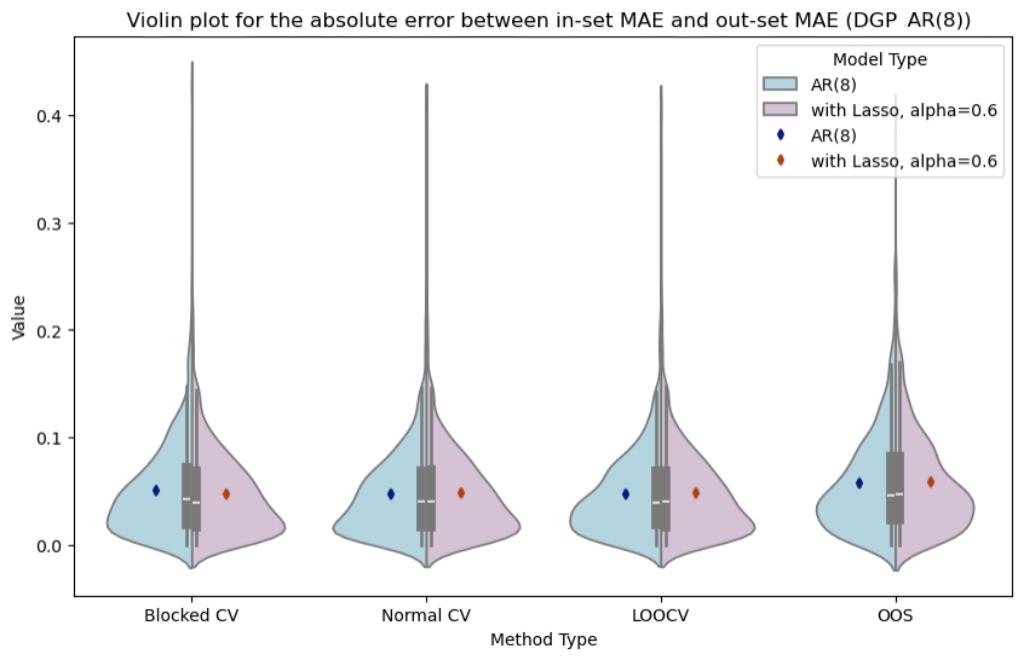 Violin plot for the absolute error between in-set MAE and out-set MAE (DGP AR(8))
Model Type
AR(8)
with Lasso, alpha=0.6
AR(8)
with Lasso, alpha=0.6
Value
0.4
0.3
0.2
0.1
0.0
Blocked CV Normal CV LOOCV OOS
Method Type